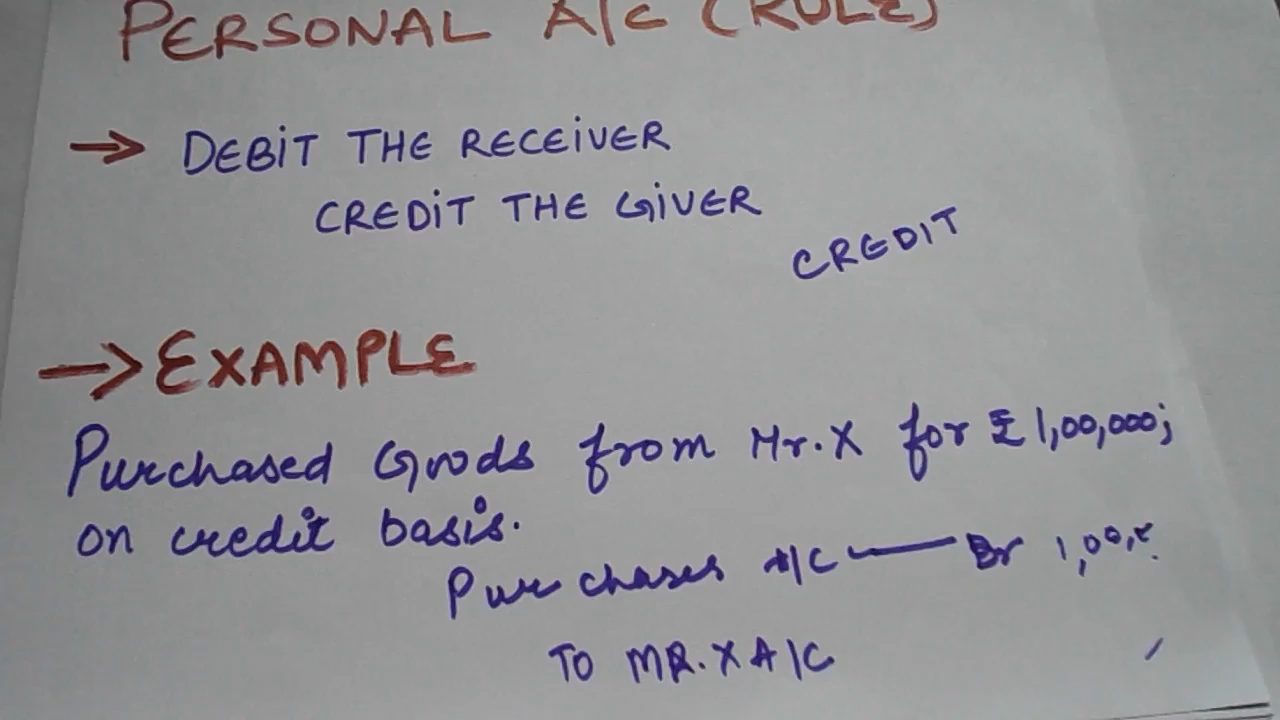 PERSONAL A/C (RULE)
→ DEBIT THE RECEIVER
CREDIT THE GIVER
CREDIT
→ EXAMPLE
Purchased Goods from Mr. X for ₹ 1,00,000;
on credit basis.
Purchases A/C — Dr 1,00,
TO MR. X A/C